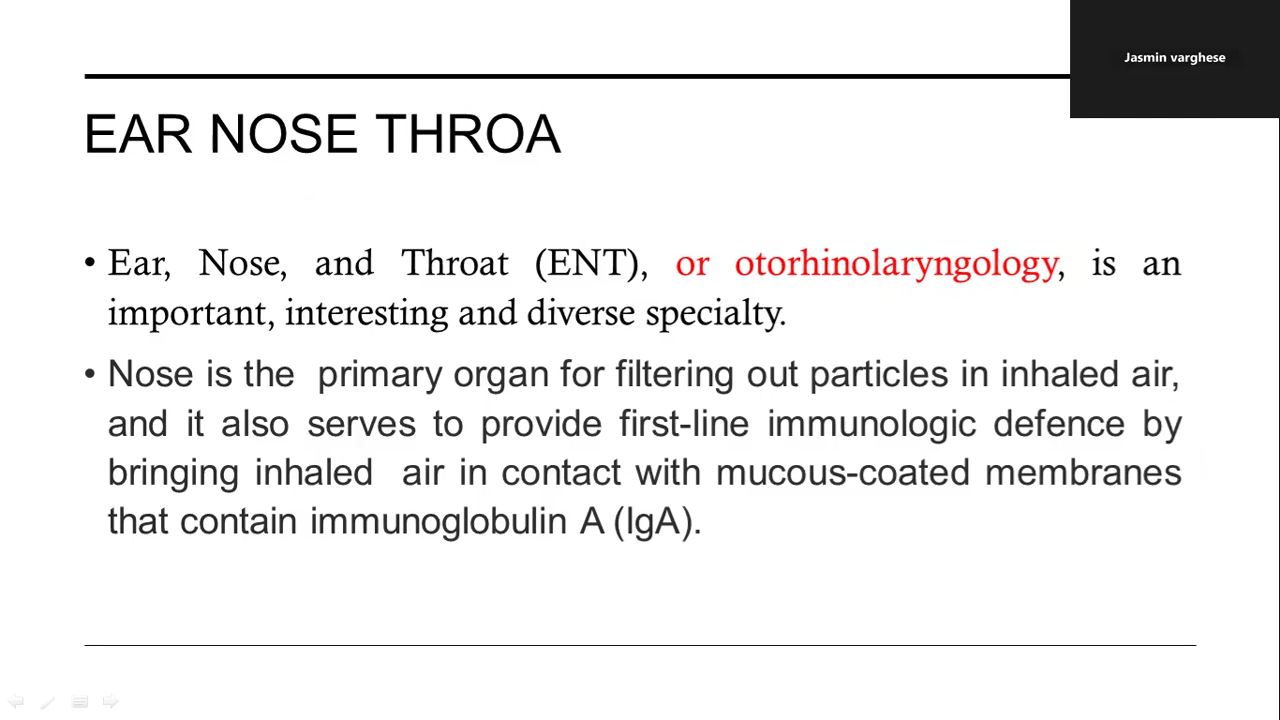 Jasmin varghese
EAR NOSE THROA
• Ear, Nose, and Throat (ENT), or otorhinolaryngology, is an
important, interesting and diverse specialty.
• Nose is the primary organ for filtering out particles in inhaled air,
and it also serves to provide first-line immunologic defence by
bringing inhaled air in contact with mucous-coated membranes
that contain immunoglobulin A (IgA).